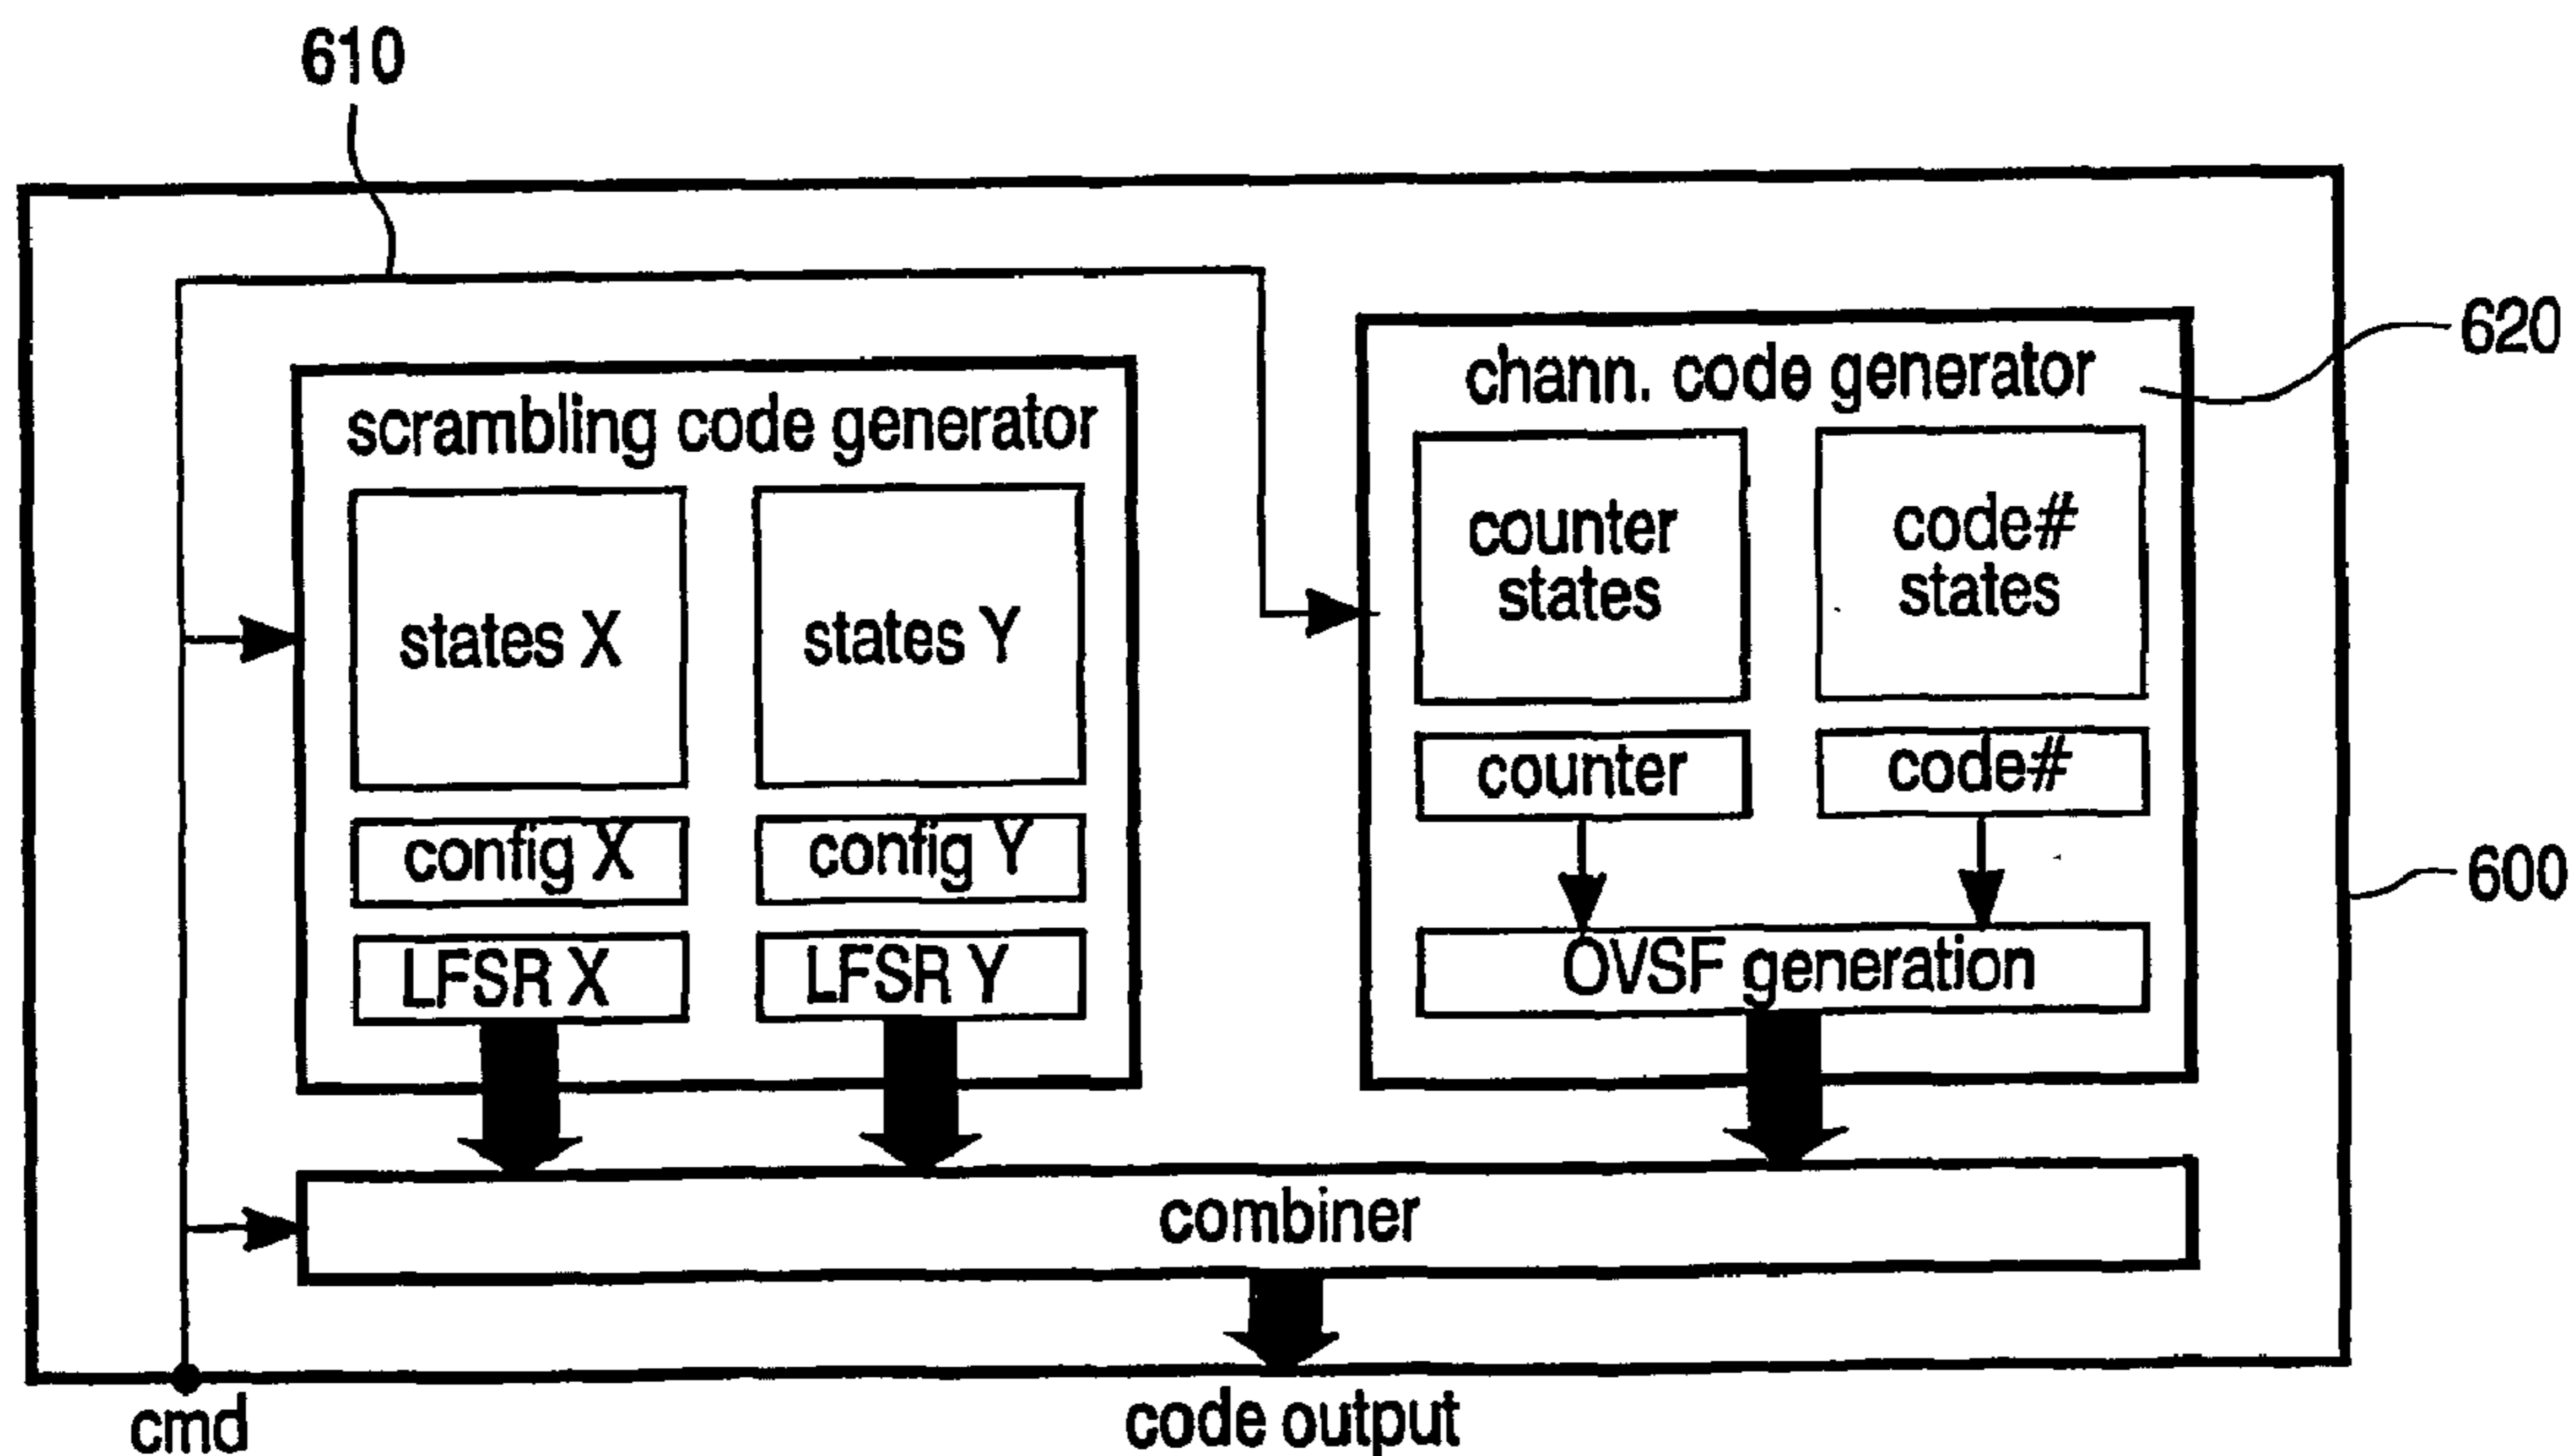 610
620
600
scrambling code generator
states X
states Y
config X
config Y
LFSR X
LFSR Y
chann. code generator
counter
states
code#
states
counter
code#
OVSF generation
combiner
cmd
code output